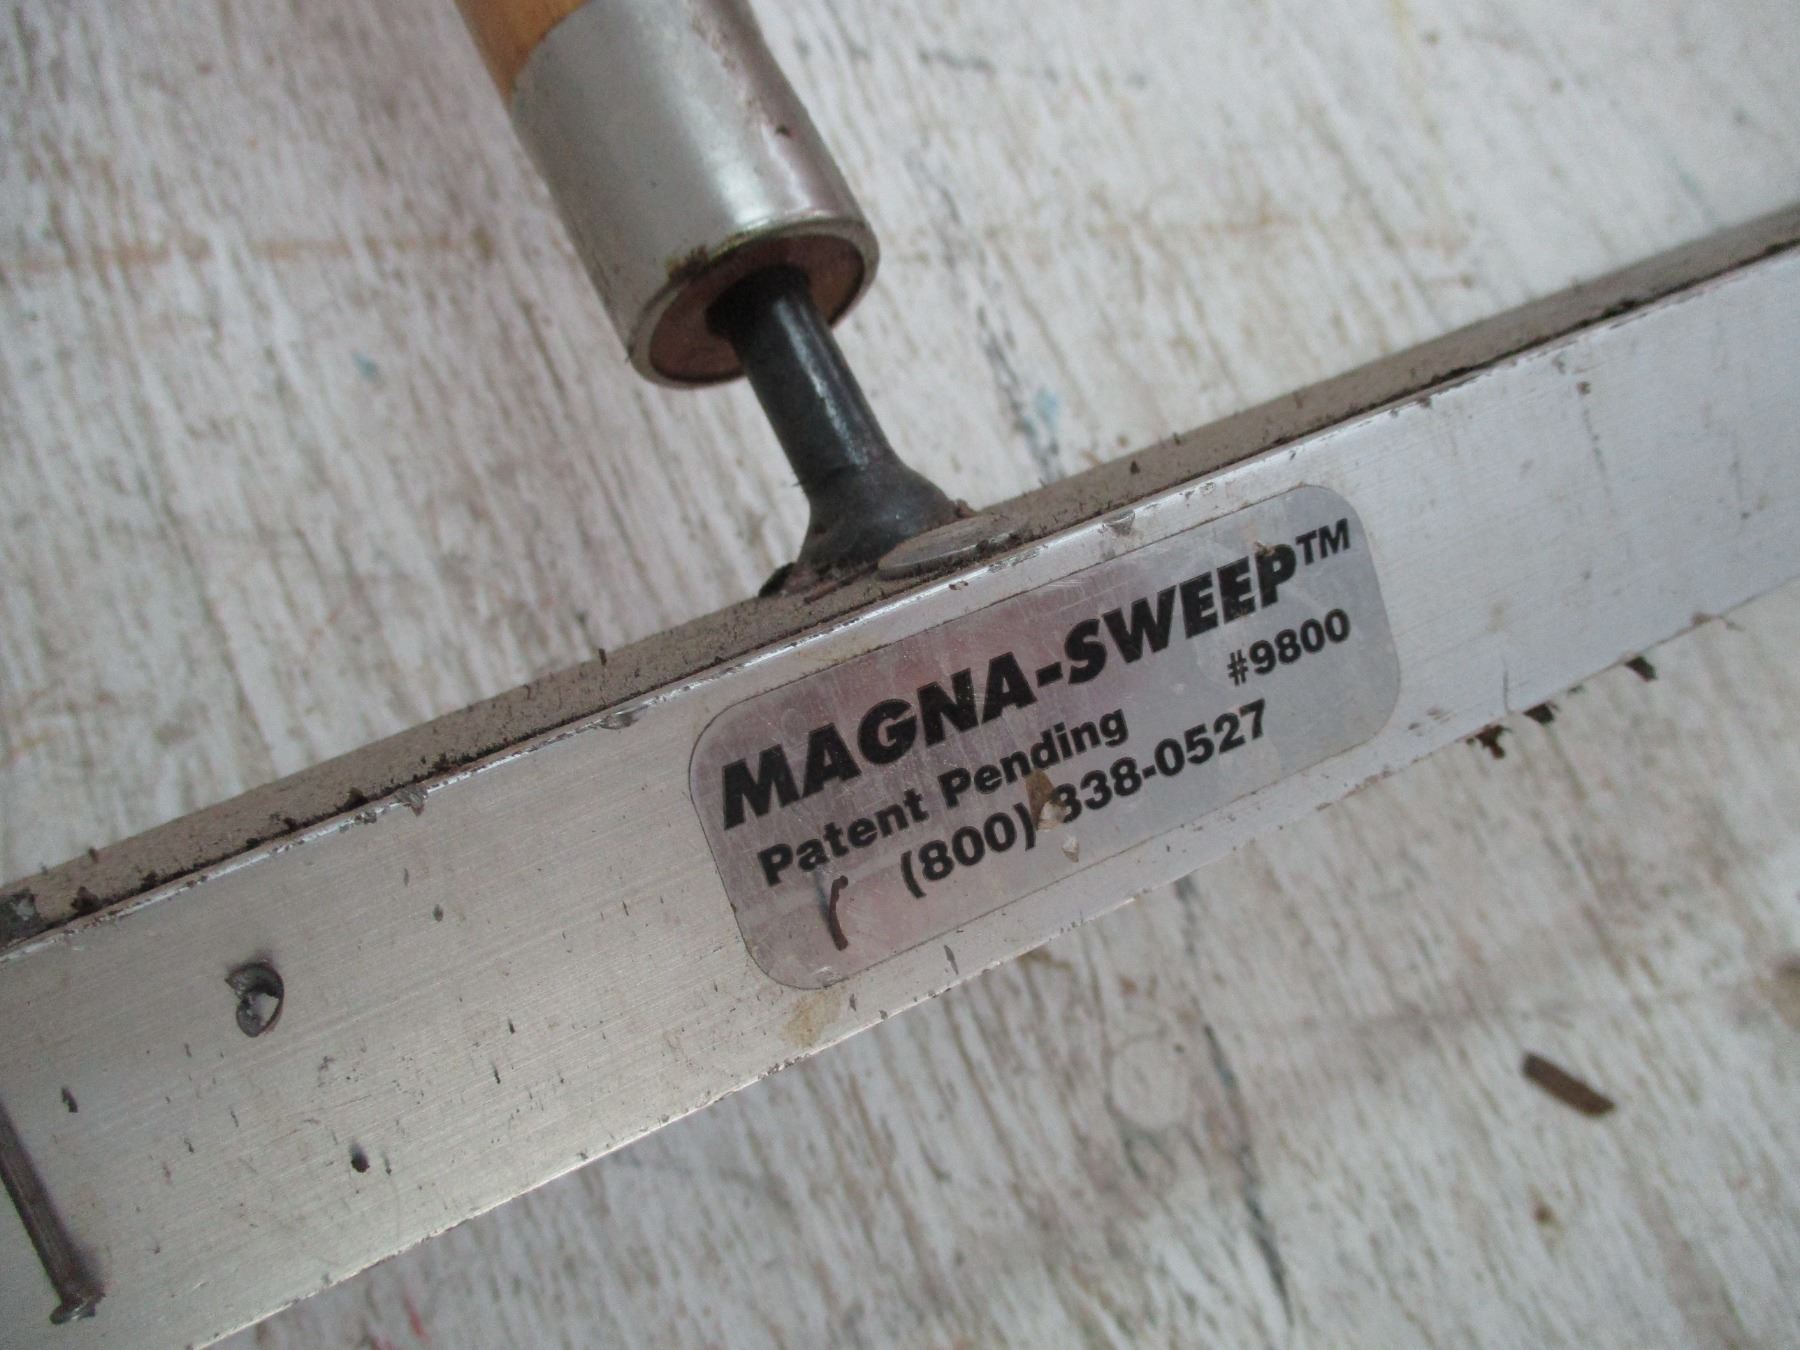 MAGNA-SWEEP™
#9800
Patent Pending
(800) 338-0527